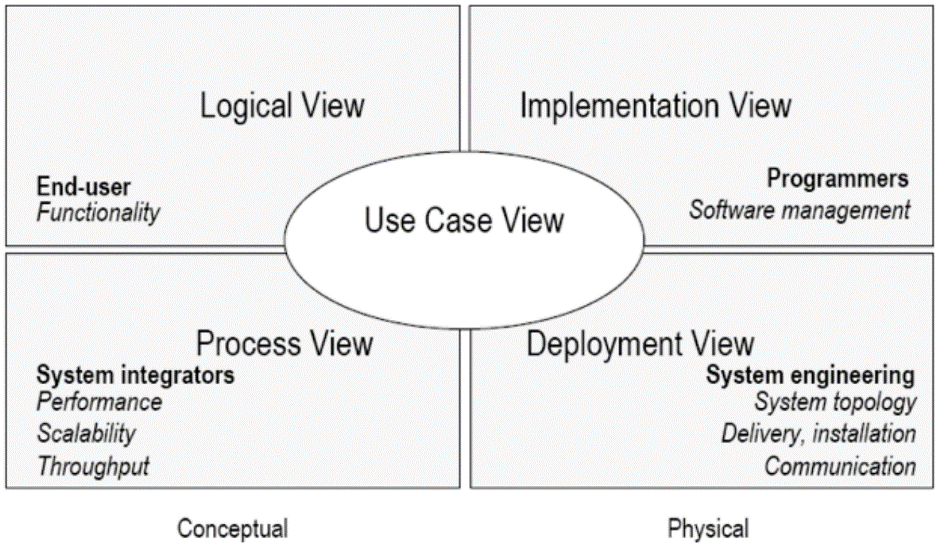 Logical View
End-user
Functionality
Implementation View
Programmers
Software management
Use Case View
Process View
System integrators
Performance
Scalability
Throughput
Deployment View
System engineering
System topology
Delivery, installation
Communication
Conceptual
Physical